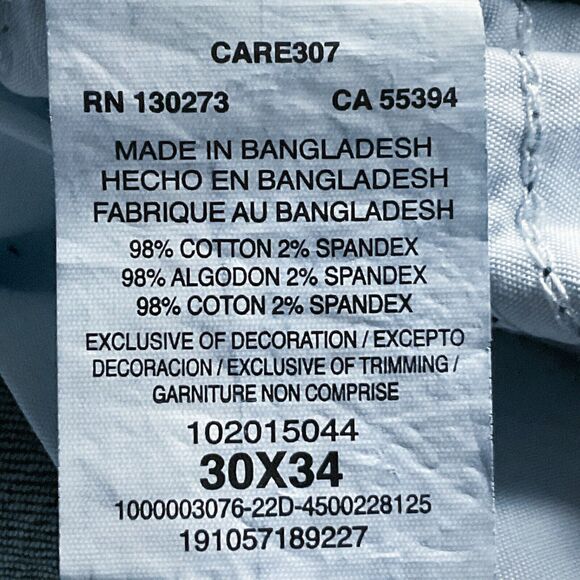 CARE307
RN 130273 CA 55394
MADE IN BANGLADESH
HECHO EN BANGLADESH
FABRIQUE AU BANGLADESH
98% COTTON 2% SPANDEX
98% ALGODON 2% SPANDEX
98% COTON 2% SPANDEX
EXCLUSIVE OF DECORATION / EXCEPTO
DECORACION / EXCLUSIVE OF TRIMMING /
GARNITURE NON COMPRISE
102015044
30X34
1000003076-22D-4500228125
191057189227